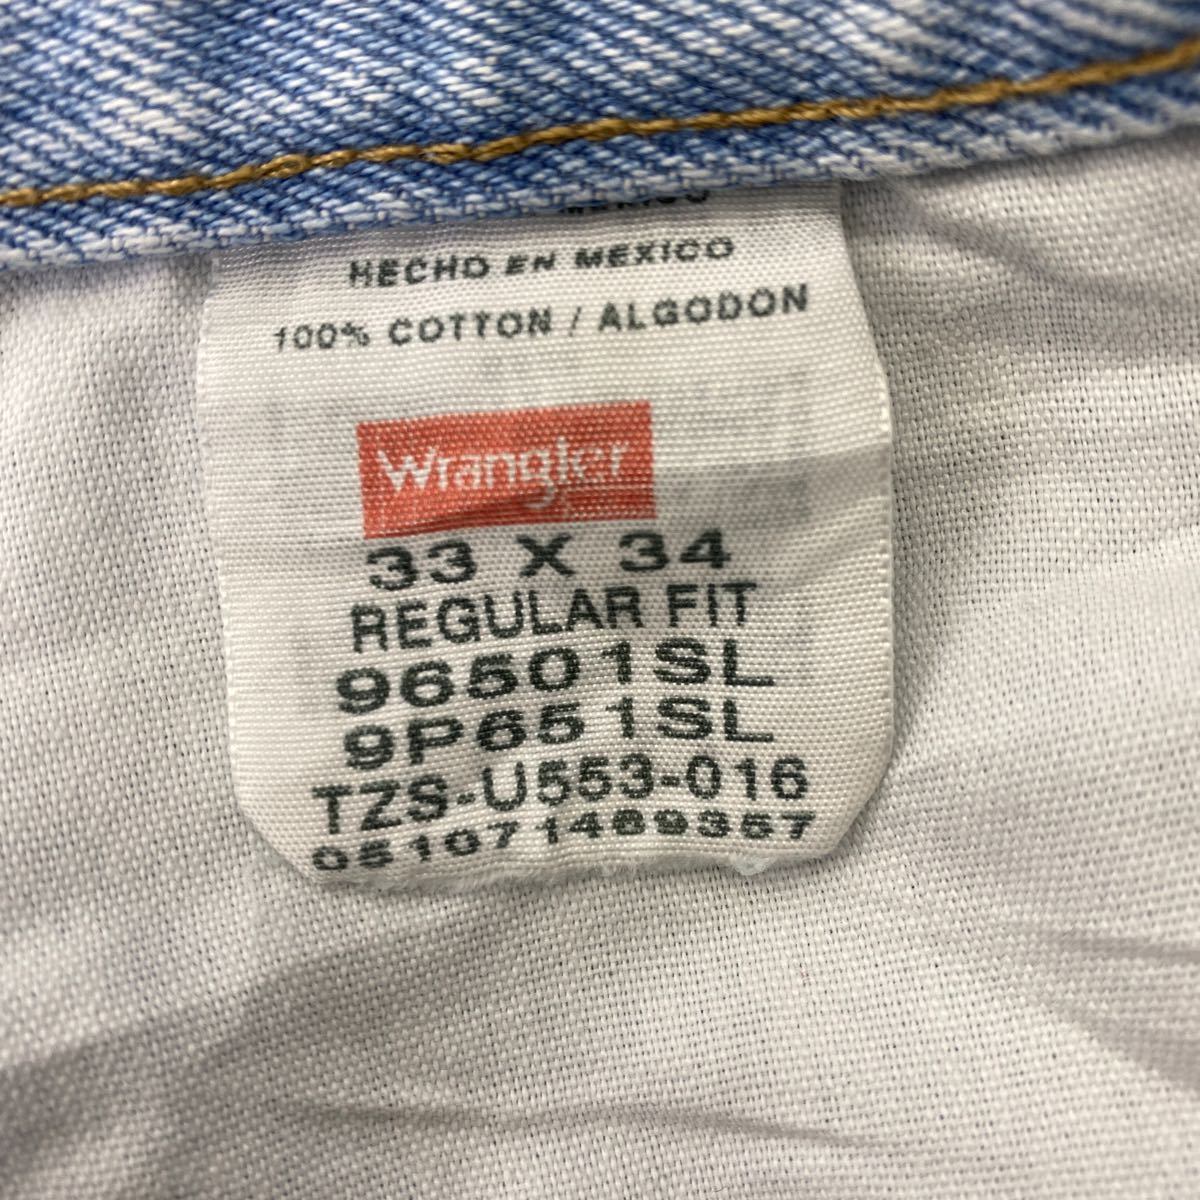 HECHO EN MEXICO
100% COTTON / ALGODON
Wrangler
33 X 34
REGULAR FIT
96501SL
9P651SL
TZS-U553-016
051071489357